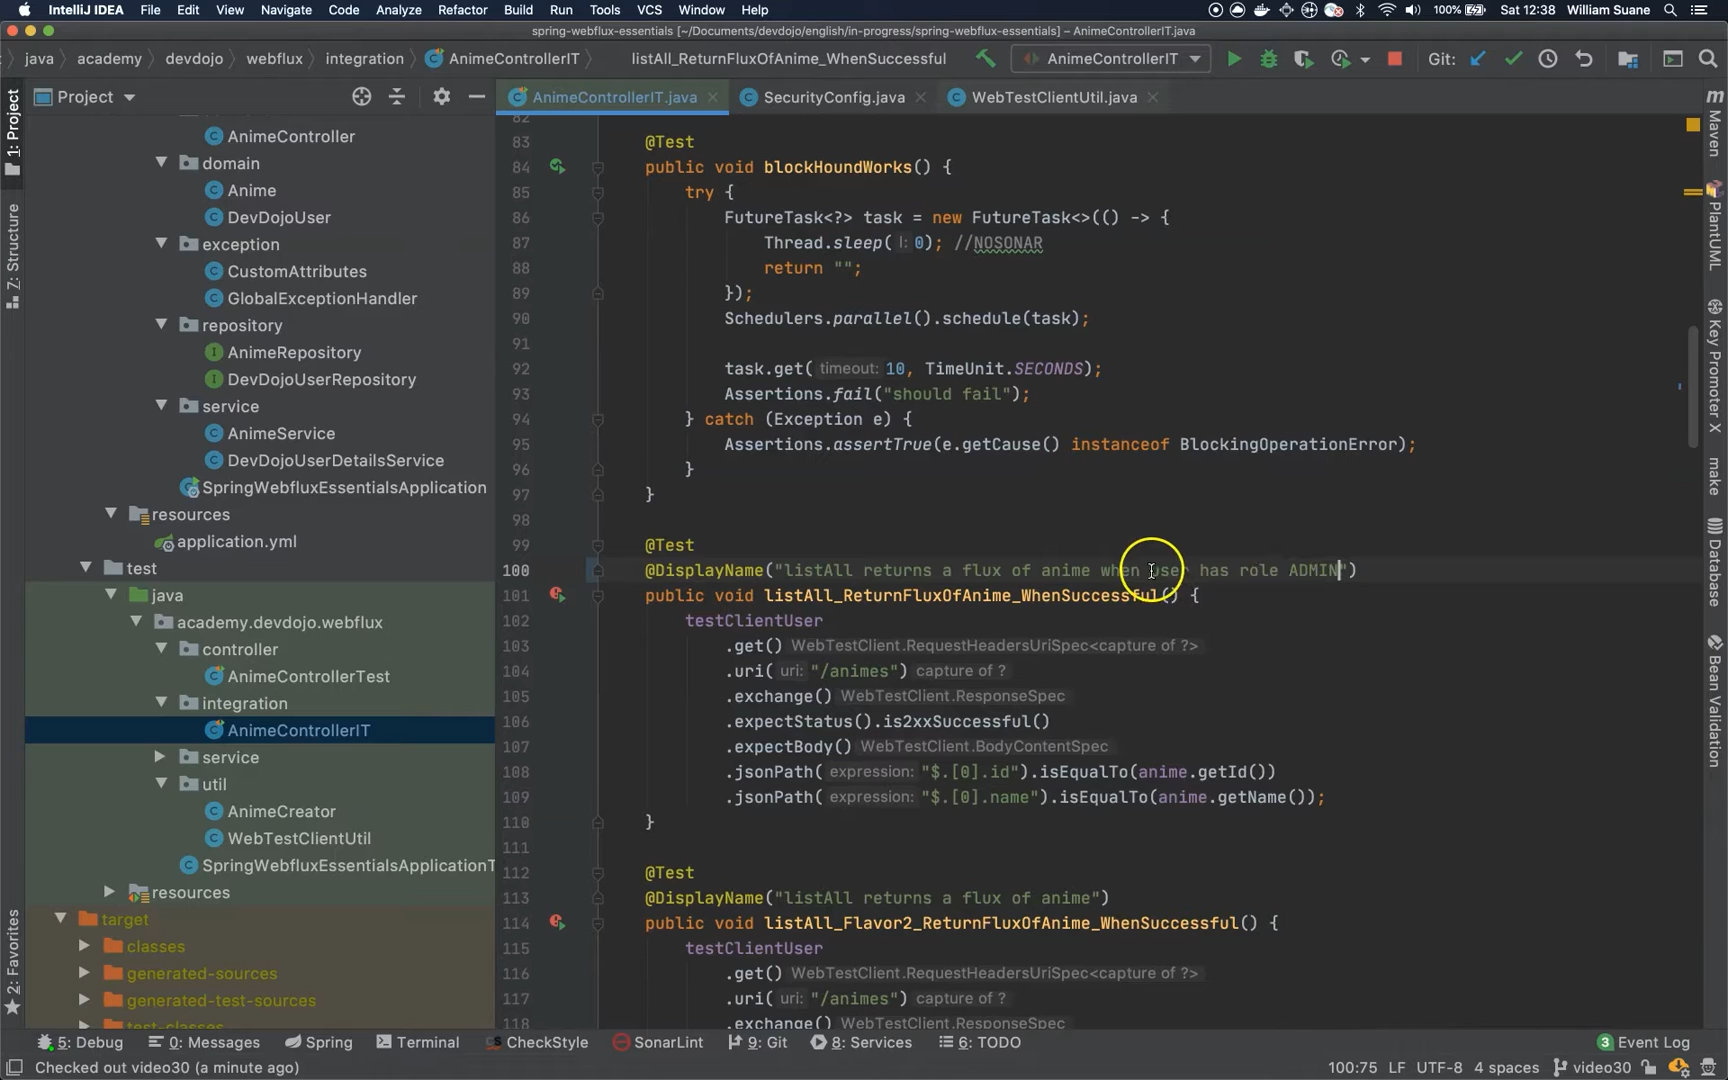 IntelliJ IDEA File Edit View Navigate Code Analyze Refactor Build Run Tools VCS Window Help 100% Sat 12:38 William Suane
spring-webflux-essentials [~/Documents/devdojo/english/in-progress/spring-webflux-essentials] – AnimeControllerIT.java
java academy devdojo webflux integration AnimeControllerIT listAll_ReturnFluxOfAnime_WhenSuccessful AnimeControllerIT Git:
Project AnimeControllerIT.java SecurityConfig.java WebTestClientUtil.java
1: Project
7: Structure
2: Favorites
AnimeController
domain
Anime
DevDojoUser
exception
CustomAttributes
GlobalExceptionHandler
repository
AnimeRepository
DevDojoUserRepository
service
AnimeService
DevDojoUserDetailsService
SpringWebfluxEssentialsApplication
resources
application.yml
test
java
academy.devdojo.webflux
controller
AnimeControllerTest
integration
AnimeControllerIT
service
util
AnimeCreator
WebTestClientUtil
SpringWebfluxEssentialsApplicationT
resources
target
classes
generated-sources
generated-test-sources
test-classes
82
83 @Test
84 public void blockHoundWorks() {
85 try {
86 FutureTask<?> task = new FutureTask<>(() -> {
87 Thread.sleep( l: 0); //NOSONAR
88 return "";
89 });
90 Schedulers.parallel().schedule(task);
91
92 task.get( timeout: 10, TimeUnit.SECONDS);
93 Assertions.fail("should fail");
94 } catch (Exception e) {
95 Assertions.assertTrue(e.getCause() instanceof BlockingOperationError);
96 }
97 }
98
99 @Test
100 @DisplayName("listAll returns a flux of anime when user has role ADMIN")
101 public void listAll_ReturnFluxOfAnime_WhenSuccessful() {
102 testClientUser
103 .get() WebTestClient.RequestHeadersUriSpec<capture of ?>
104 .uri( uri: "/animes") capture of ?
105 .exchange() WebTestClient.ResponseSpec
106 .expectStatus().is2xxSuccessful()
107 .expectBody() WebTestClient.BodyContentSpec
108 .jsonPath( expression: "$.[0].id").isEqualTo(anime.getId())
109 .jsonPath( expression: "$.[0].name").isEqualTo(anime.getName());
110 }
111
112 @Test
113 @DisplayName("listAll returns a flux of anime")
114 public void listAll_Flavor2_ReturnFluxOfAnime_WhenSuccessful() {
115 testClientUser
116 .get() WebTestClient.RequestHeadersUriSpec<capture of ?>
117 .uri( uri: "/animes") capture of ?
118 .exchange() WebTestClient.ResponseSpec
m Maven
PlantUML
Key Promoter X
make
Database
Bean Validation
5: Debug 0: Messages Spring Terminal CheckStyle SonarLint 9: Git 8: Services 6: TODO 3 Event Log
Checked out video30 (a minute ago) 100:75 LF UTF-8 4 spaces video30